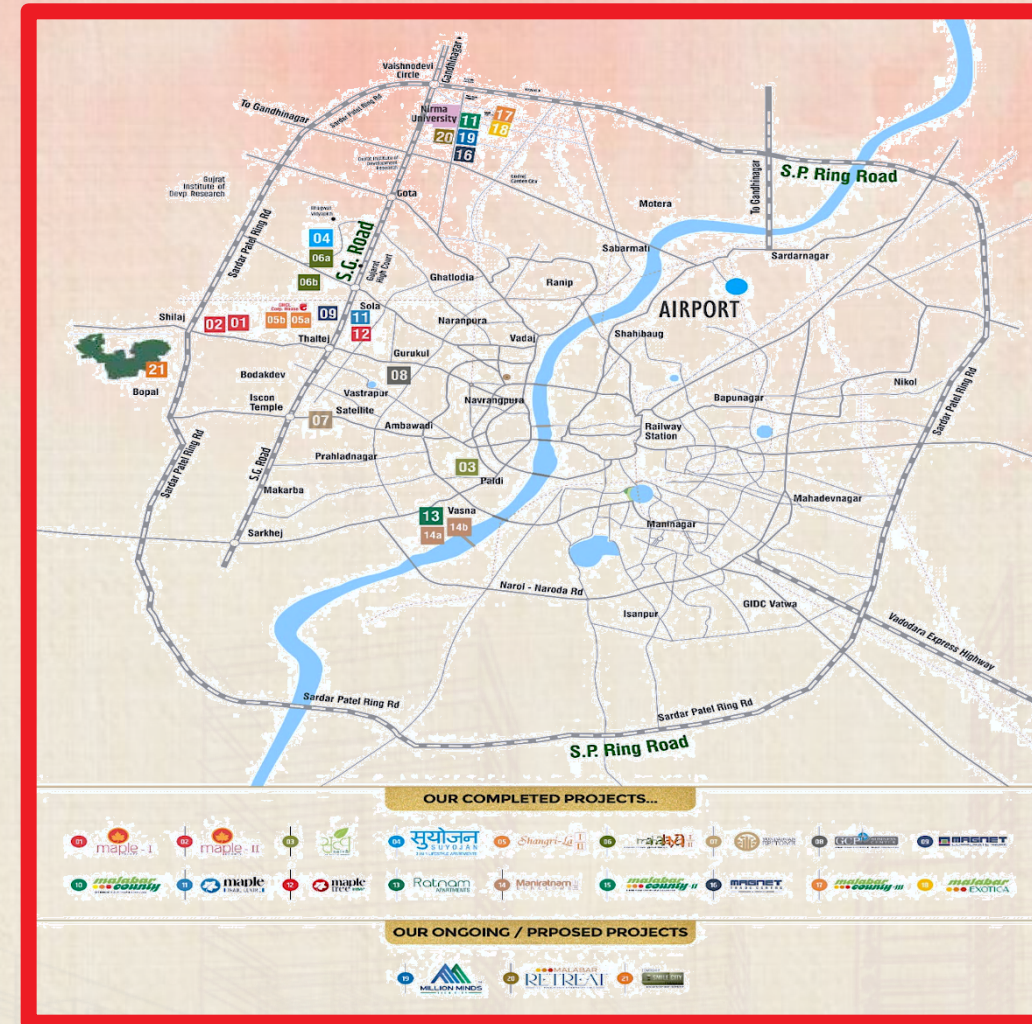 Gandhinagar
Vaishnodevi
Circle
To Gandhinagar
Sardar Patel Ring Rd
Nirma
University
11
17
20
19
18
16
S.P. Ring Road
To Gandhinagar
Gujrat
Institute of
Devp Research
Gota
Motera
04
06a
S.G. Road
Gujarat
High Court
Sabarmati
Sardarnagar
Sardar Patel Ring Rd
06b
Ghatlodia
Ranip
AIRPORT
Shilaj
02
01
05b
05a
09
Sola
11
12
Naranpura
Vadaj
Shahibaug
Thaltej
Gurukul
21
Bopal
Bodakdev
08
Nikol
Vastrapur
Iscon
Temple
Navrangpura
Bapunagar
Sardar Patel Ring Rd
07
Satellite
Ambawadi
Railway
Station
Sardar Patel Ring Rd
S.G. Road
Prahladnagar
03
Paldi
Makarba
Mahadevnagar
13
Vasna
14a
14b
Maninagar
Sarkhej
Narol - Naroda Rd
Isanpur
GIDC Vatwa
Vadodara Express Highway
Sardar Patel Ring Rd
Sardar Patel Ring Rd
S.P. Ring Road
OUR COMPLETED PROJECTS...
01 maple - I
02 maple - II
03
04 सुयोजन
SUYOJAN
05 Shangri-La I II
06
07
08 GCP
09 MAGNET
10 malabar county
11 maple
12 maple tree
13 Ratnam
APARTMENTS
14 Maniratnam
15 malabar county-II
16 MAGNET
17 malabar county-III
18 malabar EXOTICA
OUR ONGOING / PRPOSED PROJECTS
19 MILLION MINDS
20 MALABAR
RETREAT
21